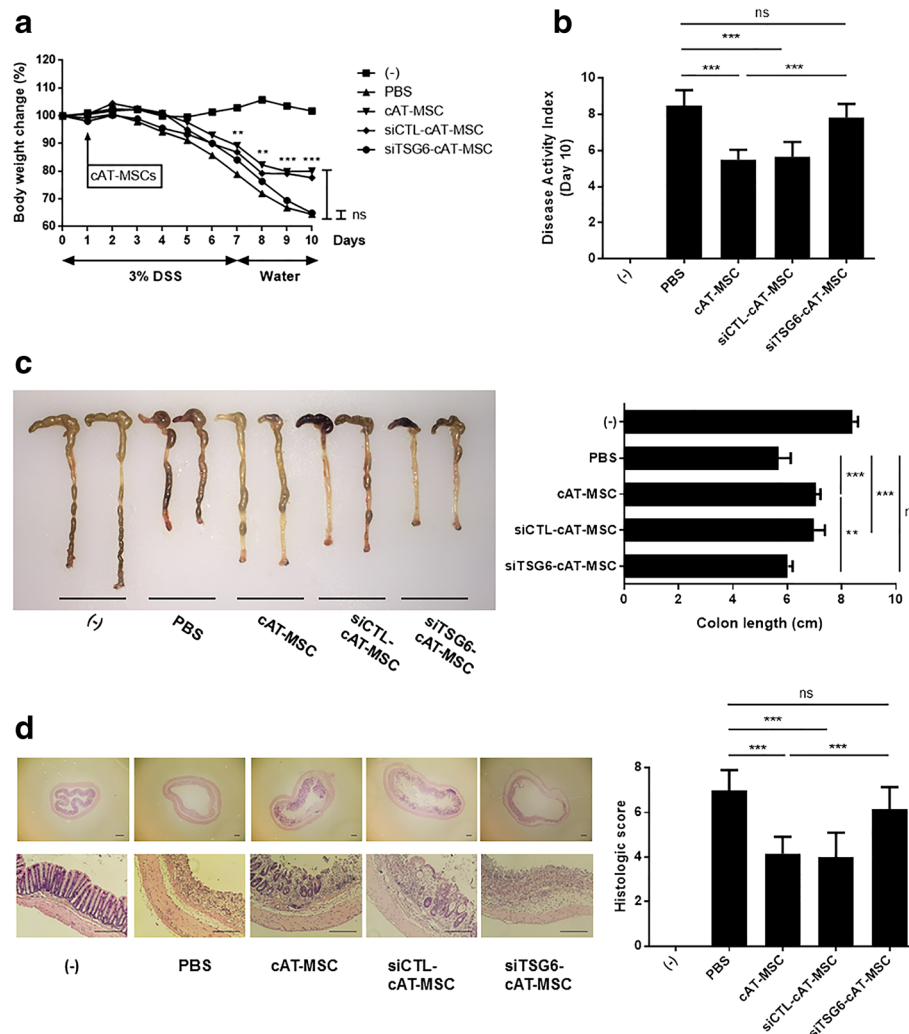 a
Body weight change (%)
120
110
100
90
80
70
60
0 1 2 3 4 5 6 7 8 9 10 Days
cAT-MSCs
** ** *** ***
ns
3% DSS Water
(-)
PBS
cAT-MSC
siCTL-cAT-MSC
siTSG6-cAT-MSC
b
ns
***
*** ***
Disease Activity Index
(Day 10)
10
8
6
4
2
0
(-)
PBS
cAT-MSC
siCTL-cAT-MSC
siTSG6-cAT-MSC
c
(-)
PBS
cAT-MSC
siCTL-
cAT-MSC
siTSG6-
cAT-MSC
(-)
PBS
cAT-MSC
siCTL-cAT-MSC
siTSG6-cAT-MSC
***
***
**
0 2 4 6 8 10
Colon length (cm)
d
(-)
PBS
cAT-MSC
siCTL-
cAT-MSC
siTSG6-
cAT-MSC
ns
***
*** ***
Histologic score
8
6
4
2
0
(-)
PBS
cAT-MSC
siCTL-cAT-MSC
siTSG6-cAT-MSC